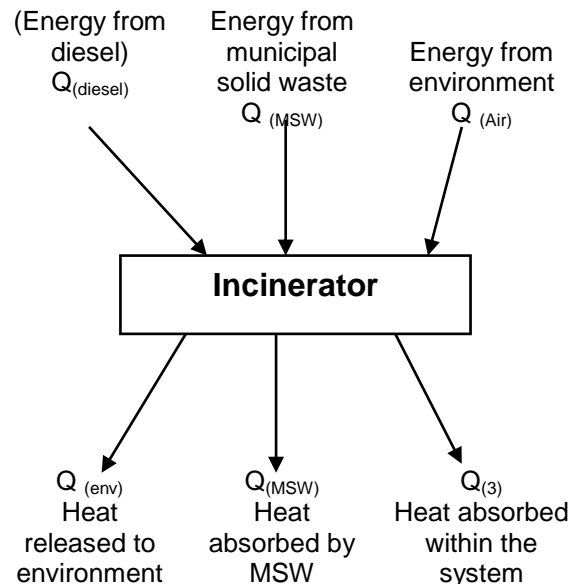 (Energy from
diesel)
Q(diesel)
Energy from
municipal
solid waste
Q (MSW)
Energy from
environment
Q (Air)
Incinerator
Q (env)
Heat
released to
environment
Q(MSW)
Heat
absorbed by
MSW
Q(3)
Heat absorbed
within the
system